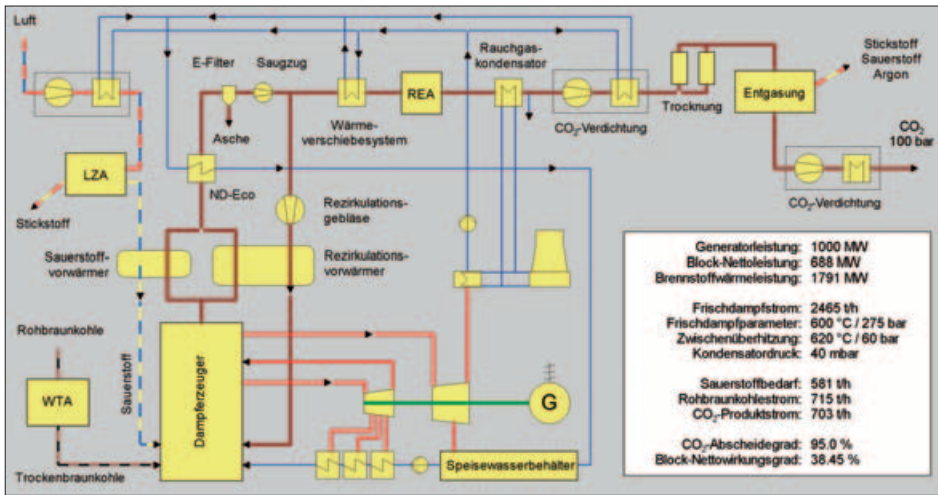 Luft
E-Filter
Saugzug
Rauchgas-
kondensator
Stickstoff
Sauerstoff
Argon
REA
Entgasung
Asche
Wärme-
verschiebesystem
CO₂-Verdichtung
Trocknung
CO₂
100 bar
LZA
ND-Eco
Stickstoff
Rezirkulations-
gebläse
CO₂-Verdichtung
Sauerstoff-
vorwärmer
Rezirkulations-
vorwärmer
Generatorleistung: 1000 MW
Block-Nettoleistung: 688 MW
Brennstoffwärmeleistung: 1791 MW
Frischdampfstrom: 2465 t/h
Frischdampfparameter: 600 °C / 275 bar
Zwischenüberhitzung: 620 °C / 60 bar
Kondensatordruck: 40 mbar
Sauerstoffbedarf: 581 t/h
Rohbraunkohlestrom: 715 t/h
CO₂-Produktstrom: 703 t/h
CO₂-Abscheidegrad: 95.0 %
Block-Nettowirkungsgrad: 38.45 %
Rohbraunkohle
Sauerstoff
WTA
Dampferzeuger
G
Speisewasserbehälter
Trockenbraunkohle